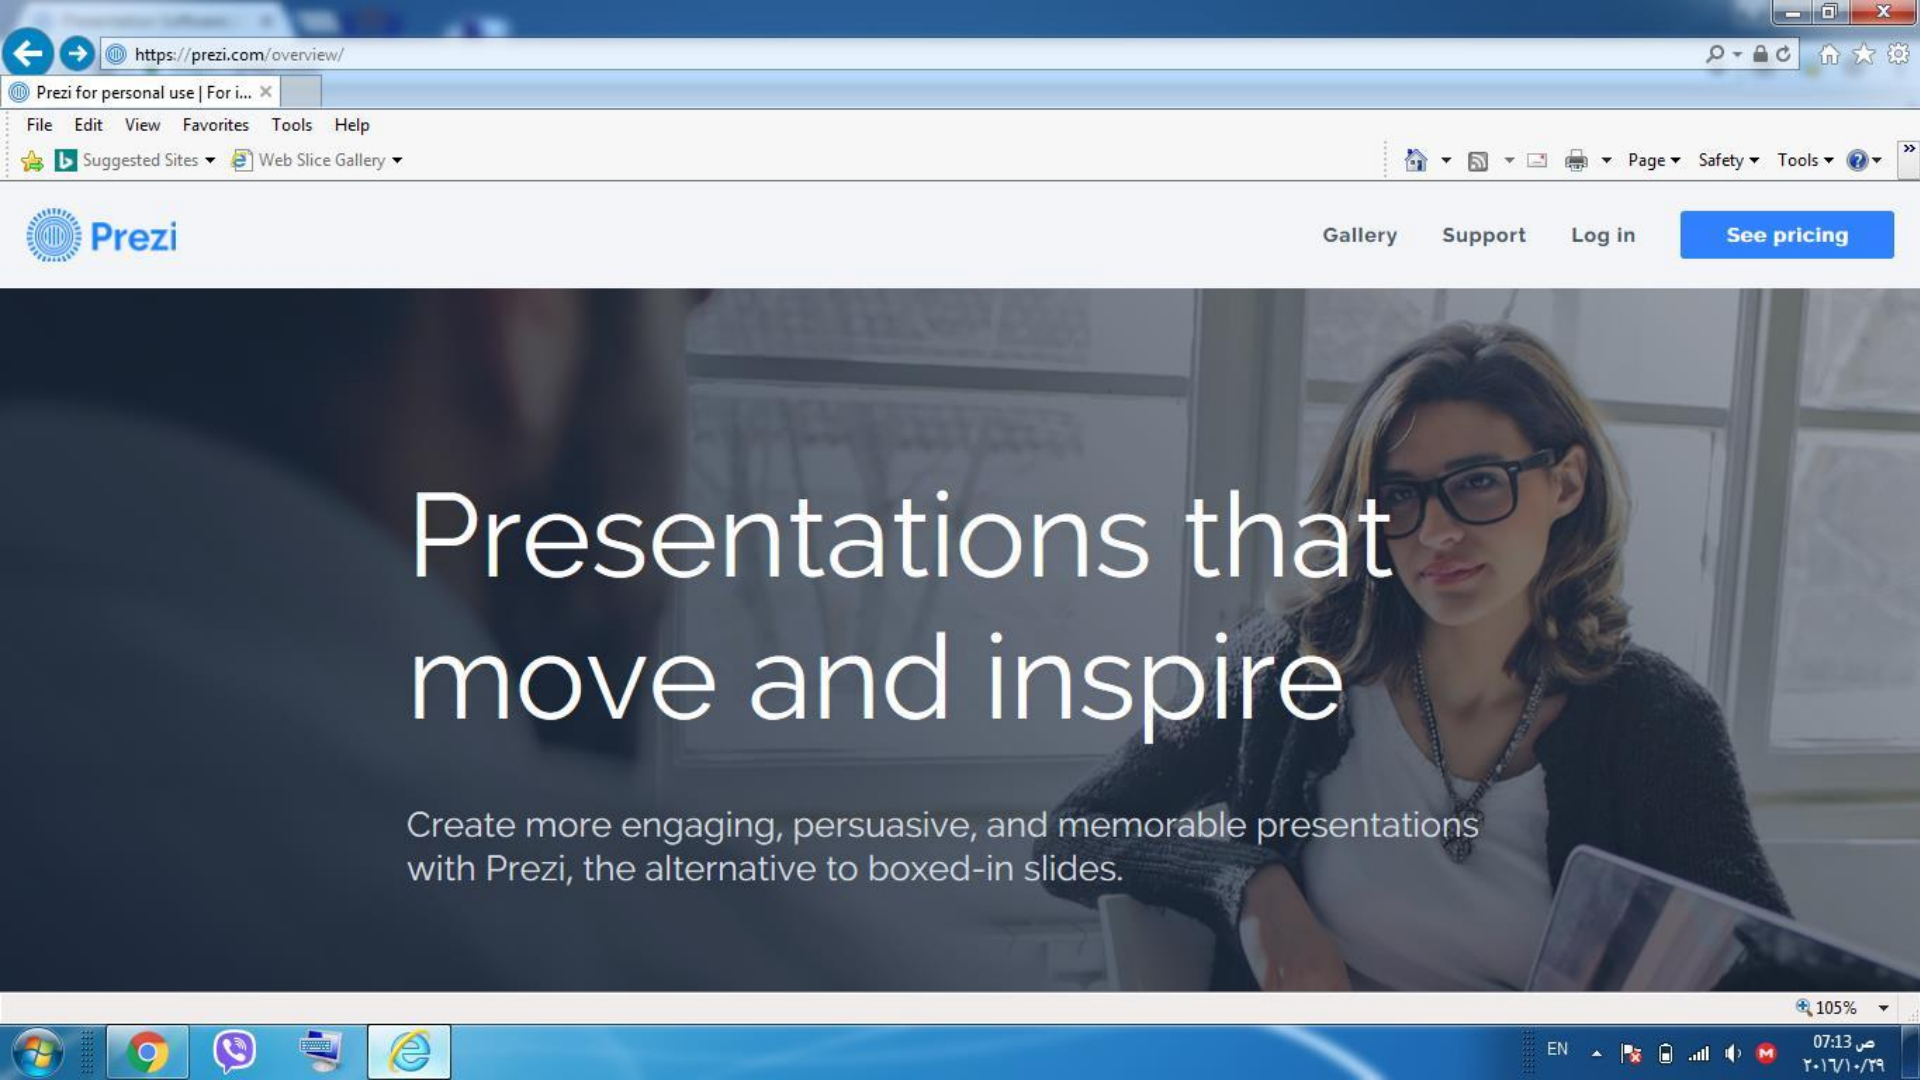 https://prezi.com/overview/
Prezi for personal use | For i...
File Edit View Favorites Tools Help
Suggested Sites Web Slice Gallery
Page Safety Tools
Prezi
Gallery Support Log in See pricing
Presentations that
move and inspire
Create more engaging, persuasive, and memorable presentations
with Prezi, the alternative to boxed-in slides.
105%
EN
07:13 ص
٢٠١٦/١٠/٢٩